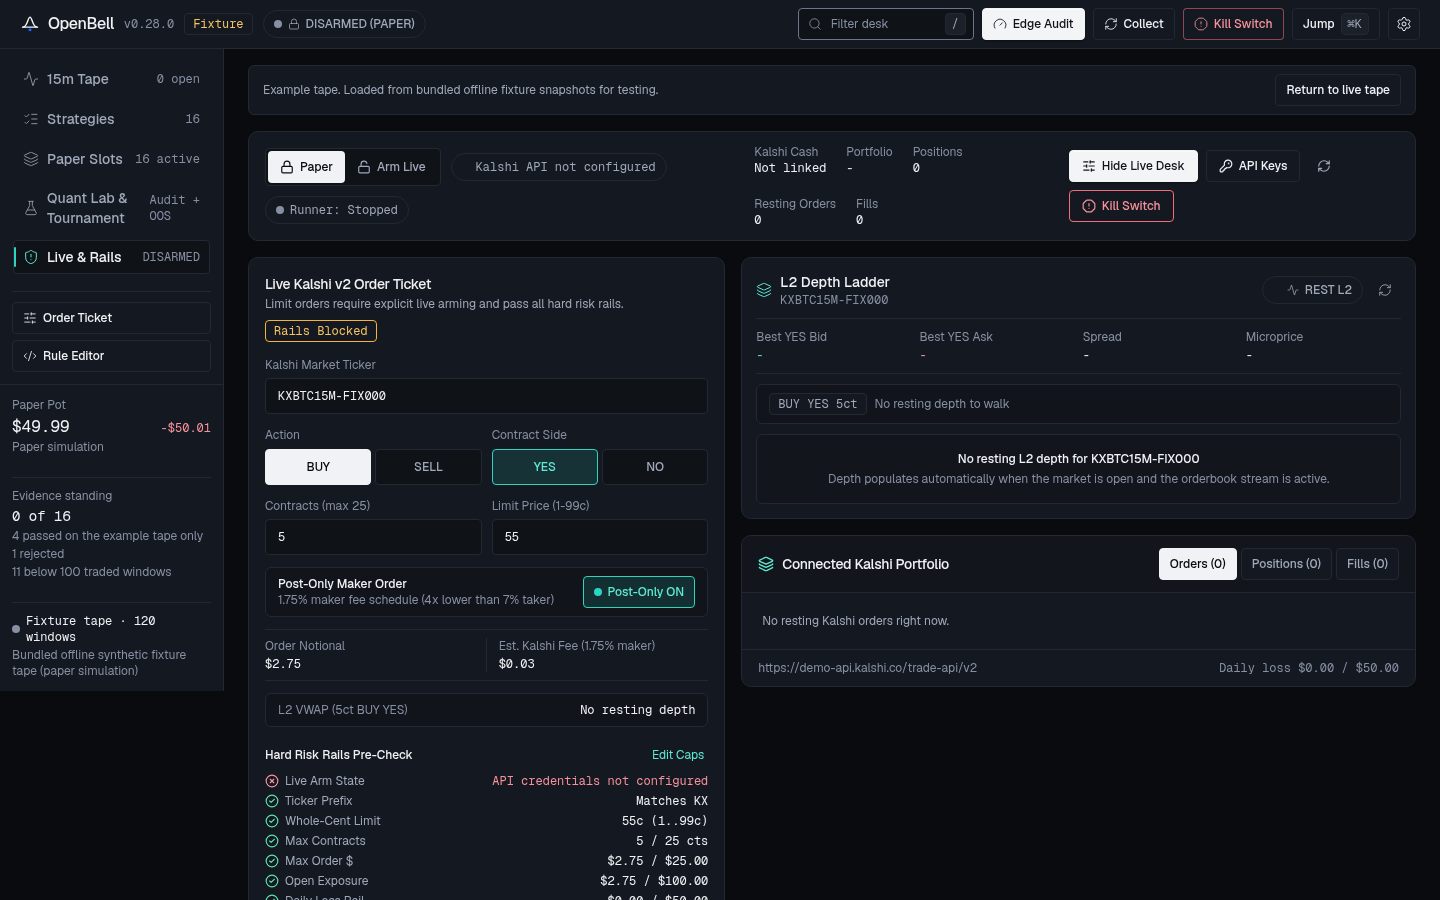 OpenBell v0.28.0 Fixture DISARMED (PAPER) Filter desk / Edge Audit Collect Kill Switch Jump ⌘K
15m Tape 0 open
Strategies 16
Paper Slots 16 active
Quant Lab & Tournament Audit + OOS
Live & Rails DISARMED
Order Ticket
Rule Editor
Paper Pot
$49.99 -$50.01
Paper simulation
Evidence standing
0 of 16
4 passed on the example tape only
1 rejected
11 below 100 traded windows
Fixture tape · 120
windows
Bundled offline synthetic fixture
tape (paper simulation)
Example tape. Loaded from bundled offline fixture snapshots for testing. Return to live tape
Paper Arm Live Kalshi API not configured
Runner: Stopped
Kalshi Cash Portfolio Positions
Not linked - 0
Resting Orders Fills
0 0
Hide Live Desk API Keys
Kill Switch
Live Kalshi v2 Order Ticket
Limit orders require explicit live arming and pass all hard risk rails.
Rails Blocked
Kalshi Market Ticker
KXBTC15M-FIX000
Action Contract Side
BUY SELL YES NO
Contracts (max 25) Limit Price (1-99c)
5 55
Post-Only Maker Order
1.75% maker fee schedule (4x lower than 7% taker) Post-Only ON
Order Notional Est. Kalshi Fee (1.75% maker)
$2.75 $0.03
L2 VWAP (5ct BUY YES) No resting depth
Hard Risk Rails Pre-Check Edit Caps
Live Arm State API credentials not configured
Ticker Prefix Matches KX
Whole-Cent Limit 55c (1..99c)
Max Contracts 5 / 25 cts
Max Order $ $2.75 / $25.00
Open Exposure $2.75 / $100.00
Daily Loss Rail $0.00 / $50.00
L2 Depth Ladder
KXBTC15M-FIX000
REST L2
Best YES Bid Best YES Ask Spread Microprice
- - - -
BUY YES 5ct No resting depth to walk
No resting L2 depth for KXBTC15M-FIX000
Depth populates automatically when the market is open and the orderbook stream is active.
Connected Kalshi Portfolio Orders (0) Positions (0) Fills (0)
No resting Kalshi orders right now.
https://demo-api.kalshi.co/trade-api/v2 Daily loss $0.00 / $50.00